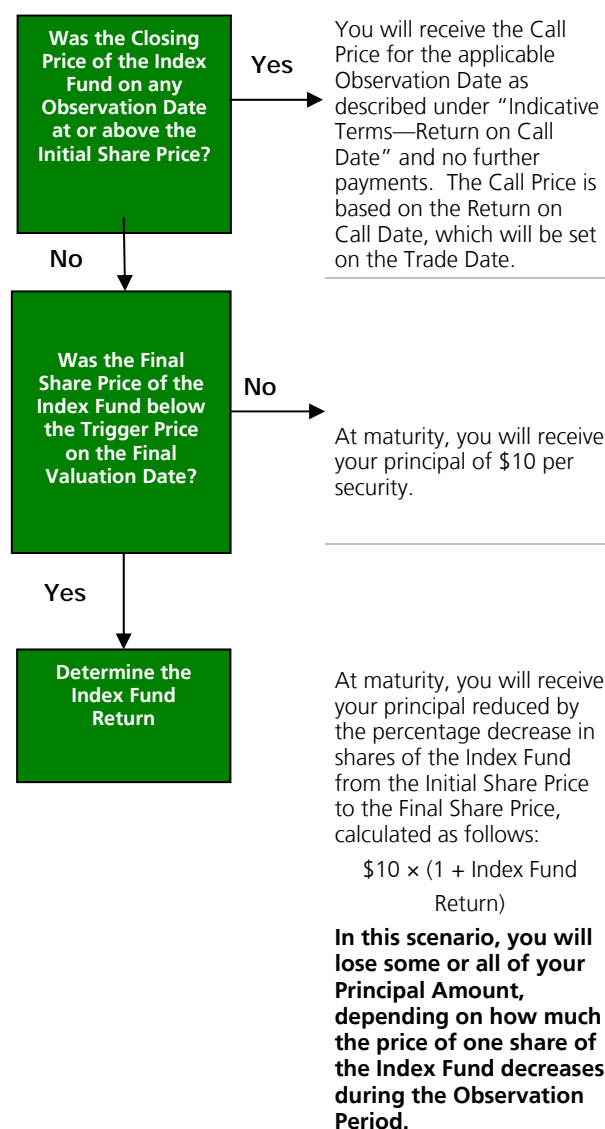 Was the Closing
Price of the Index
Fund on any
Observation Date
at or above the
Initial Share Price?
Yes
You will receive the Call
Price for the applicable
Observation Date as
described under “Indicative
Terms—Return on Call
Date” and no further
payments. The Call Price is
based on the Return on
Call Date, which will be set
on the Trade Date.
No
Was the Final
Share Price of the
Index Fund below
the Trigger Price
on the Final
Valuation Date?
No
At maturity, you will receive
your principal of $10 per
security.
Yes
Determine the
Index Fund
Return
At maturity, you will receive
your principal reduced by
the percentage decrease in
shares of the Index Fund
from the Initial Share Price
to the Final Share Price,
calculated as follows:
$10 × (1 + Index Fund
Return)
In this scenario, you will
lose some or all of your
Principal Amount,
depending on how much
the price of one share of
the Index Fund decreases
during the Observation
Period.